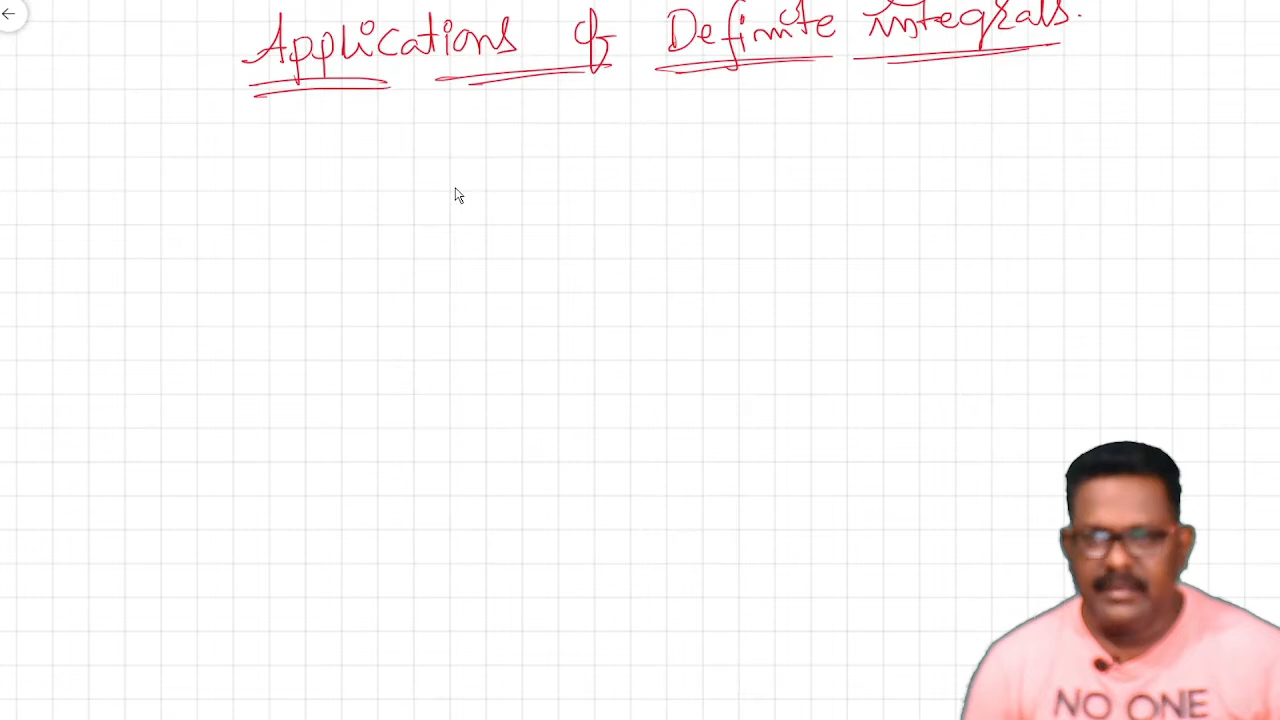 Applications of Definite integrals.
NO ONE